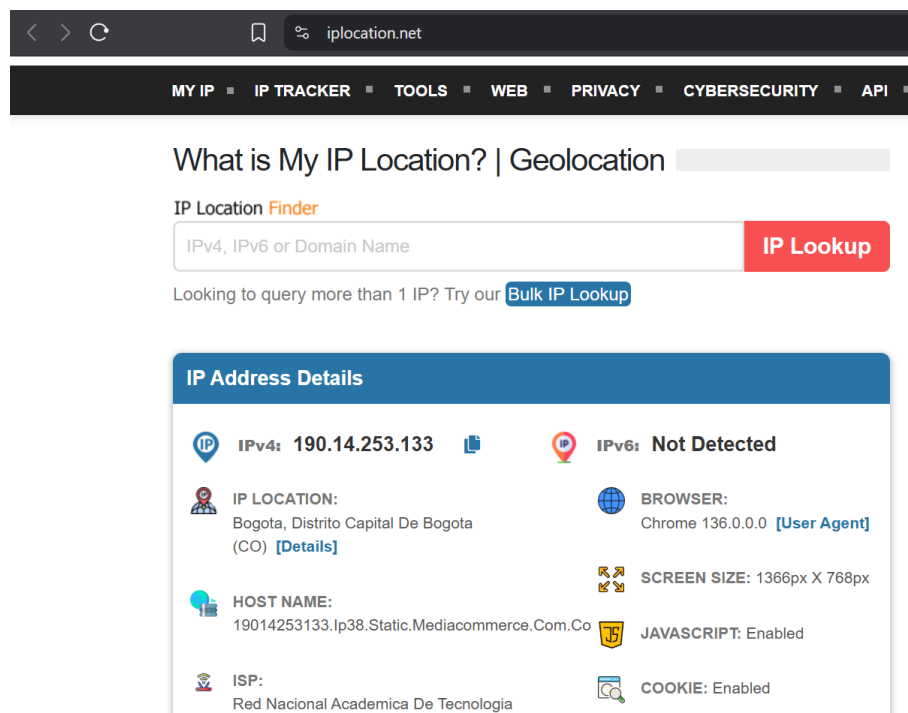 iplocation.net
MY IP IP TRACKER TOOLS WEB PRIVACY CYBERSECURITY API
What is My IP Location? | Geolocation
IP Location Finder
IPv4, IPv6 or Domain Name IP Lookup
Looking to query more than 1 IP? Try our Bulk IP Lookup
IP Address Details
IP IPv4: 190.14.253.133
IP IPv6: Not Detected
IP LOCATION:
Bogota, Distrito Capital De Bogota
(CO) [Details]
HOST NAME:
19014253133.Ip38.Static.Mediacommerce.Com.Co
ISP:
Red Nacional Academica De Tecnologia
BROWSER:
Chrome 136.0.0.0 [User Agent]
SCREEN SIZE: 1366px X 768px
JS JAVASCRIPT: Enabled
COOKIE: Enabled